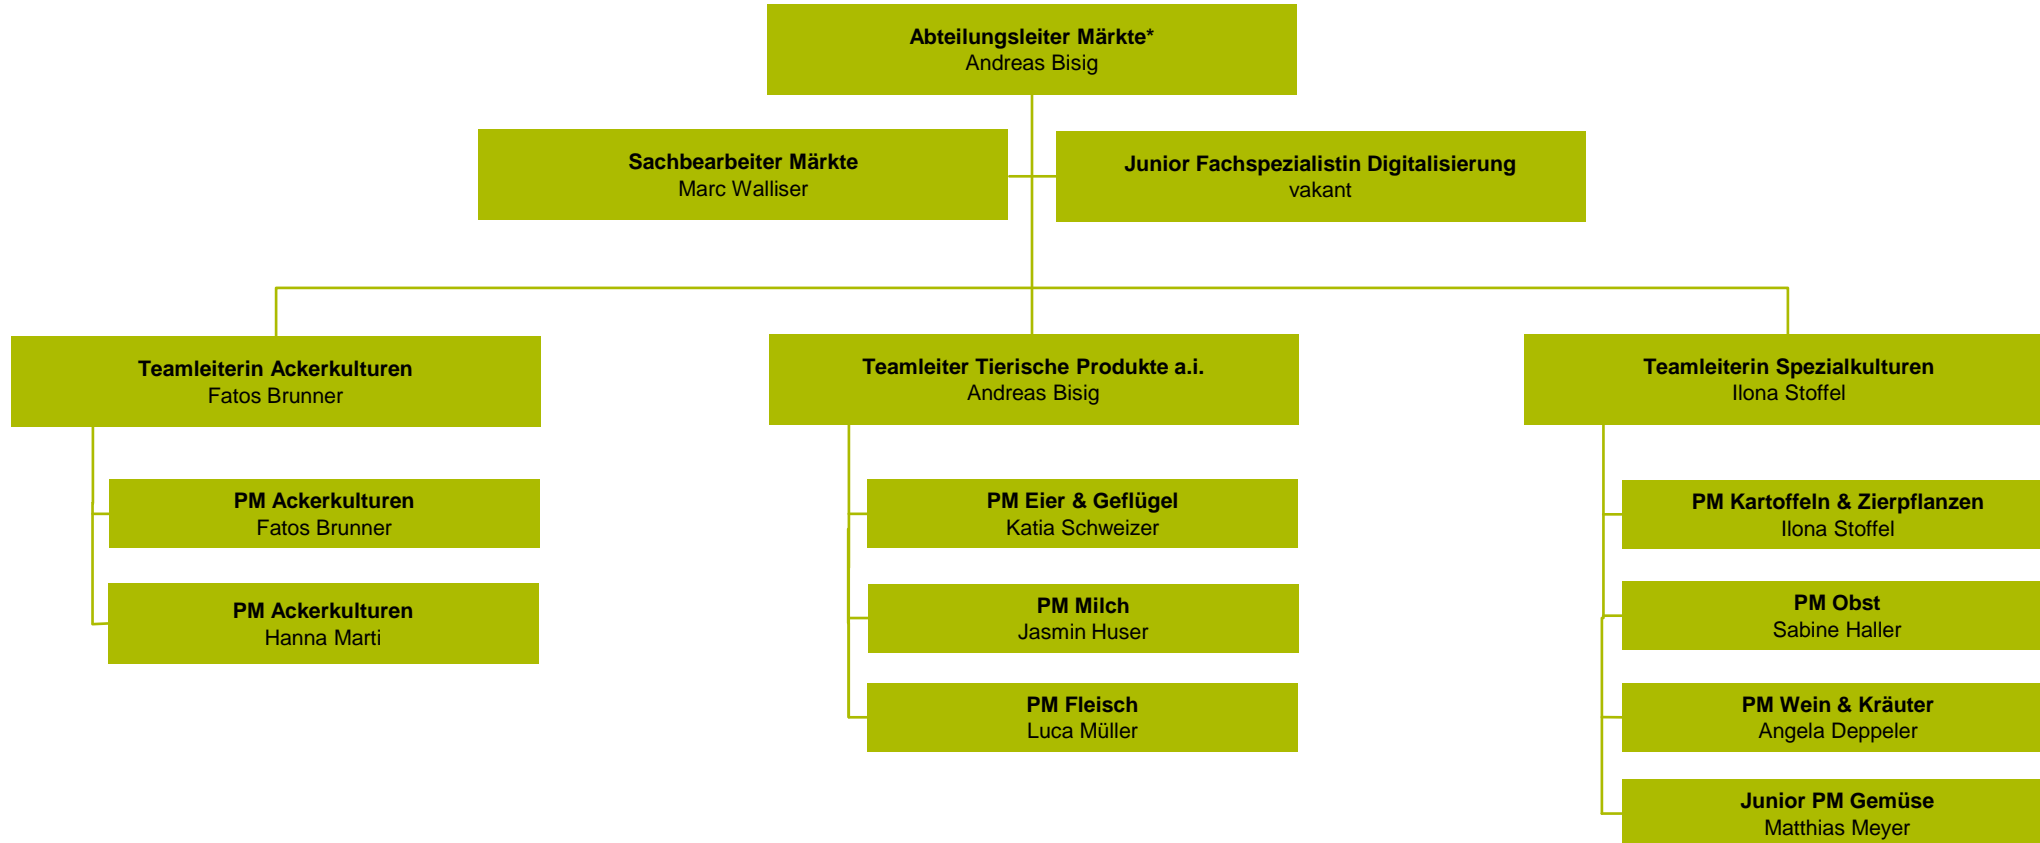 Abteilungsleiter Märkte*
Andreas Bisig
Sachbearbeiter Märkte
Marc Walliser
Junior Fachspezialistin Digitalisierung
vakant
Teamleiterin Ackerkulturen
Fatos Brunner
Teamleiter Tierische Produkte a.i.
Andreas Bisig
Teamleiterin Spezialkulturen
Ilona Stoffel
PM Ackerkulturen
Fatos Brunner
PM Ackerkulturen
Hanna Marti
PM Eier & Geflügel
Katia Schweizer
PM Milch
Jasmin Huser
PM Fleisch
Luca Müller
PM Kartoffeln & Zierpflanzen
Ilona Stoffel
PM Obst
Sabine Haller
PM Wein & Kräuter
Angela Deppeler
Junior PM Gemüse
Matthias Meyer